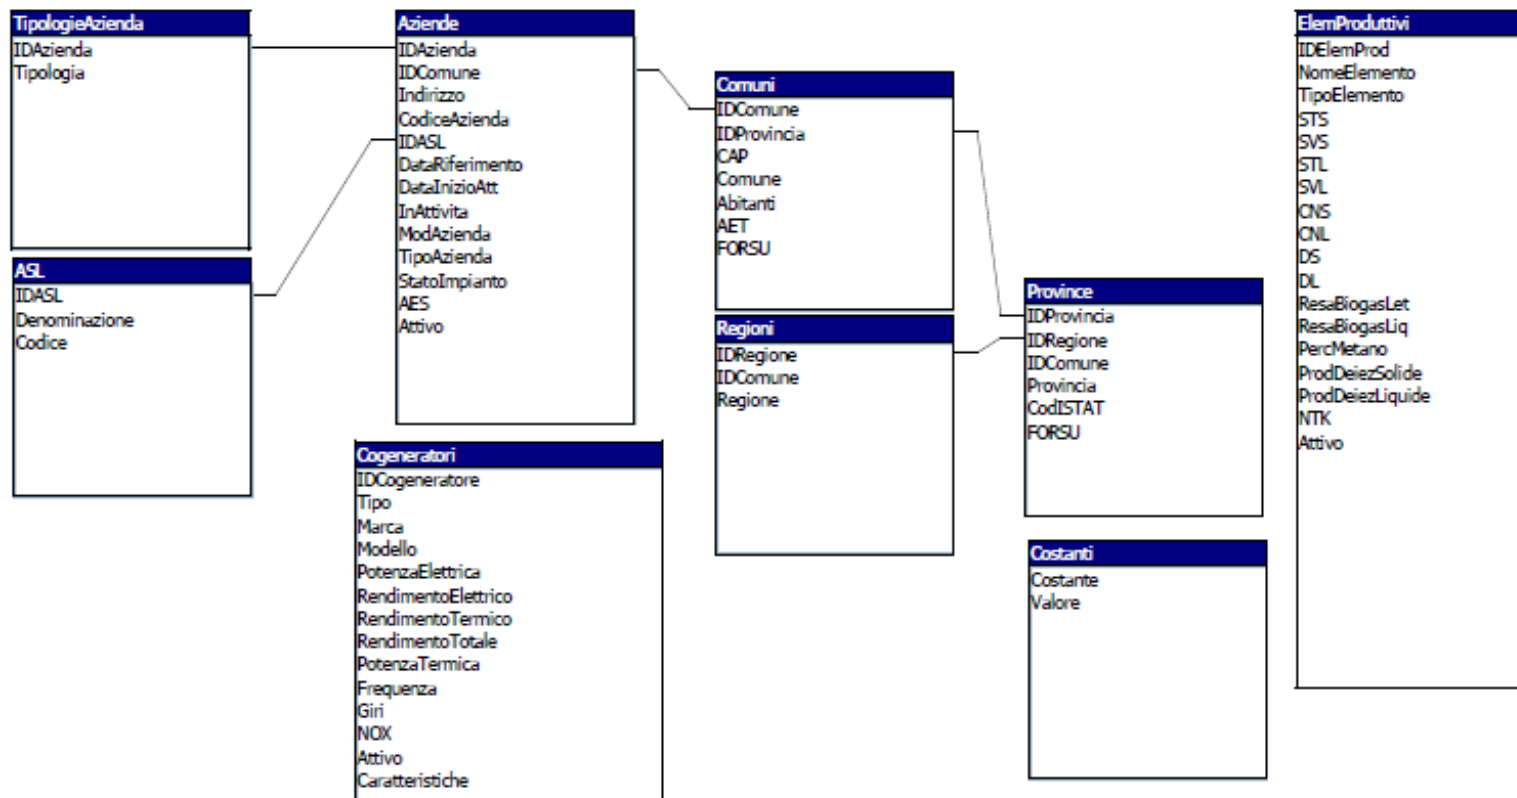 TipologieAzienda
IDAzienda
Tipologia
ASL
IDASL
Denominazione
Codice
Aziende
IDAzienda
IDComune
Indirizzo
CodiceAzienda
IDASL
DataRiferimento
DataInizioAtt
InAttivita
ModAzienda
TipoAzienda
StatoImpianto
AES
Attivo
Cogeneratori
IDCogeneratore
Tipo
Marca
Modello
PotenzaElettrica
RendimentoElettrico
RendimentoTermico
RendimentoTotale
PotenzaTermica
Frequenza
Giri
NOX
Attivo
Caratteristiche
Comuni
IDComune
IDProvincia
CAP
Comune
Abitanti
AET
FORSU
Regioni
IDRegione
IDComune
Regione
Province
IDProvincia
IDRegione
IDComune
Provincia
CodISTAT
FORSU
Costanti
Costante
Valore
ElemProduttivi
IDElemProd
NomeElemento
TipoElemento
STS
SVS
STL
SVL
CNS
CNL
DS
DL
ResaBiogasLet
ResaBiogasLiq
PercMetano
ProdDeiezSolide
ProdDeiezLiquide
NTK
Attivo